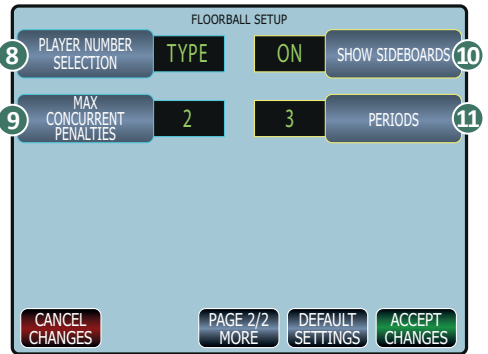 FLOORBALL SETUP
8 PLAYER NUMBER
SELECTION
TYPE
ON
SHOW SIDEBOARDS 10
9 MAX
CONCURRENT
PENALTIES
2
3
PERIODS 11
CANCEL
CHANGES
PAGE 2/2
MORE
DEFAULT
SETTINGS
ACCEPT
CHANGES